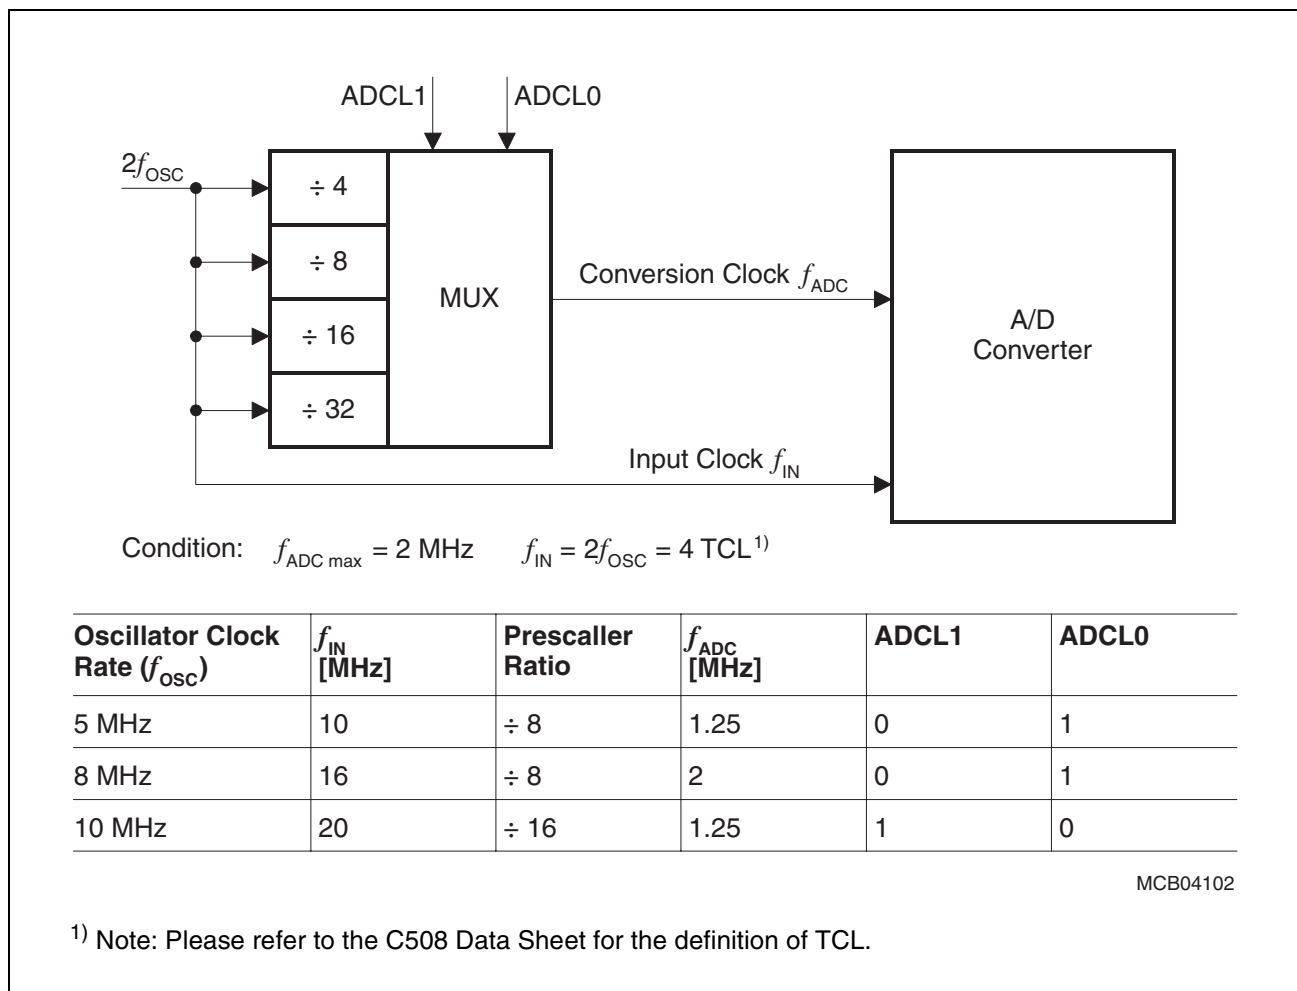 ADCL1 ADCL0
2fOSC
÷ 4
÷ 8
÷ 16
÷ 32
MUX
Conversion Clock fADC
A/D
Converter
Input Clock fIN
Condition: fADC max = 2 MHz fIN = 2fOSC = 4 TCL1)
Oscillator Clock Rate (fOSC) fIN [MHz] Prescaller Ratio fADC [MHz] ADCL1 ADCL0
5 MHz 10 ÷ 8 1.25 0 1
8 MHz 16 ÷ 8 2 0 1
10 MHz 20 ÷ 16 1.25 1 0
MCB04102
1) Note: Please refer to the C508 Data Sheet for the definition of TCL.